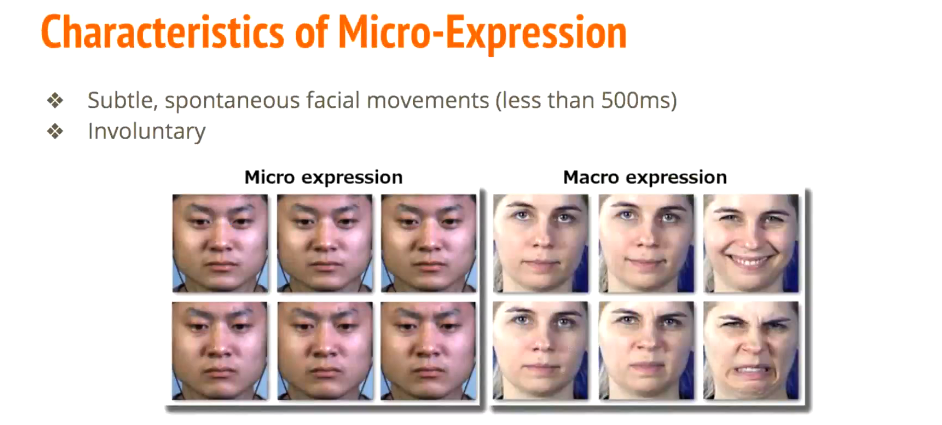 Characteristics of Micro-Expression
❖ Subtle, spontaneous facial movements (less than 500ms)
❖ Involuntary
Micro expression
Macro expression